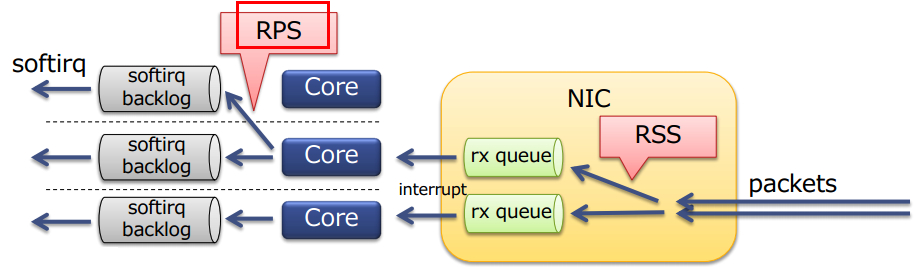 RPS
softirq
softirq
backlog
Core
NIC
RSS
softirq
backlog
Core
rx queue
packets
interrupt
softirq
backlog
Core
rx queue